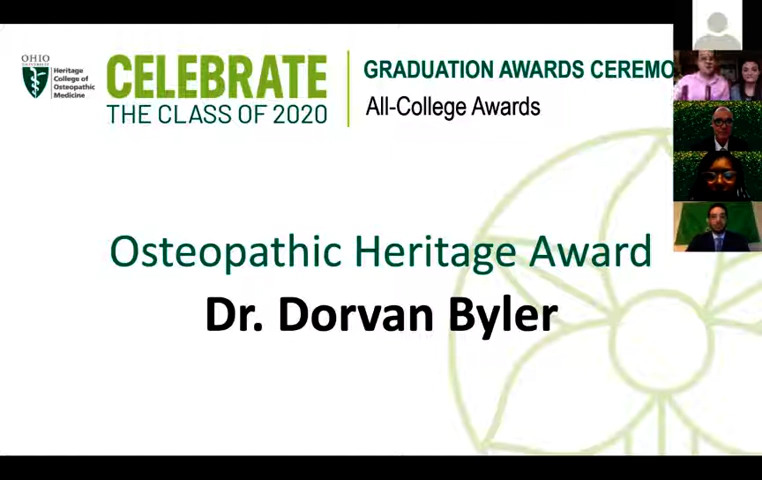 OHIO
UNIVERSITY
Heritage
College of
Osteopathic
Medicine
CELEBRATE
THE CLASS OF 2020
GRADUATION AWARDS CEREMO
All-College Awards
Osteopathic Heritage Award
Dr. Dorvan Byler